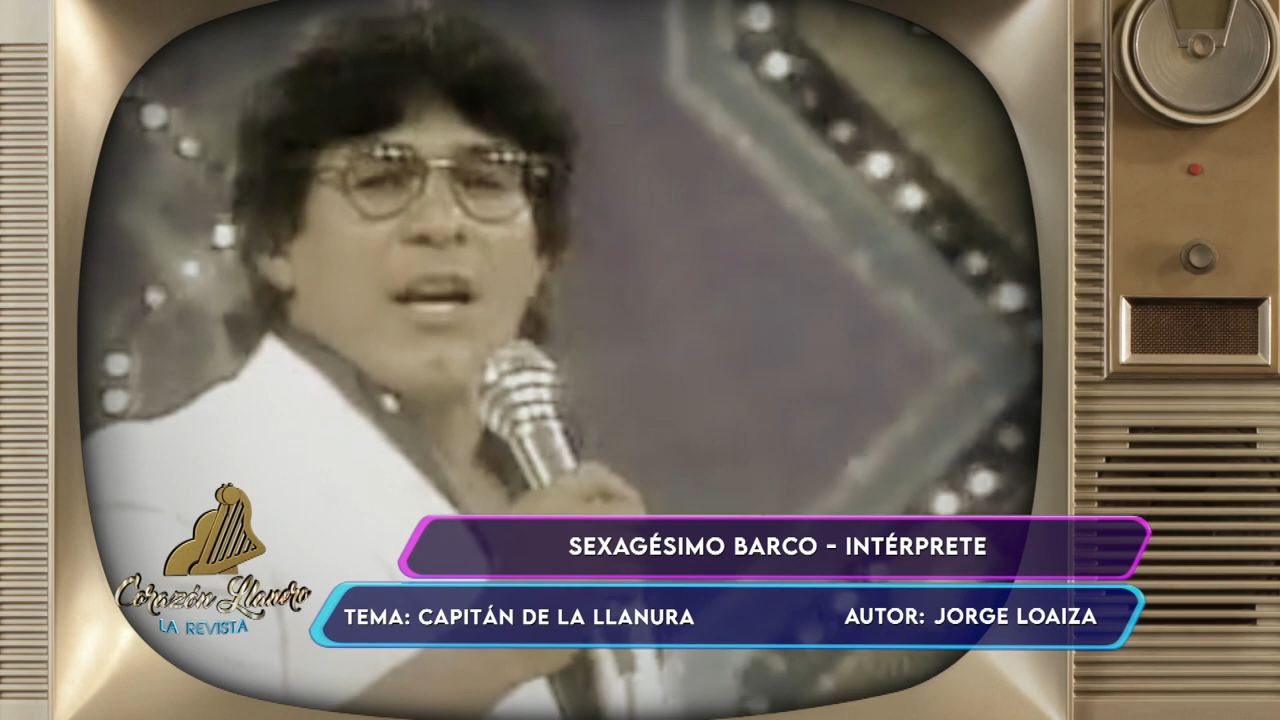 SEXAGÉSIMO BARCO - INTÉRPRETE
TEMA: CAPITÁN DE LA LLANURA AUTOR: JORGE LOAIZA
Corazón Llanero
LA REVISTA